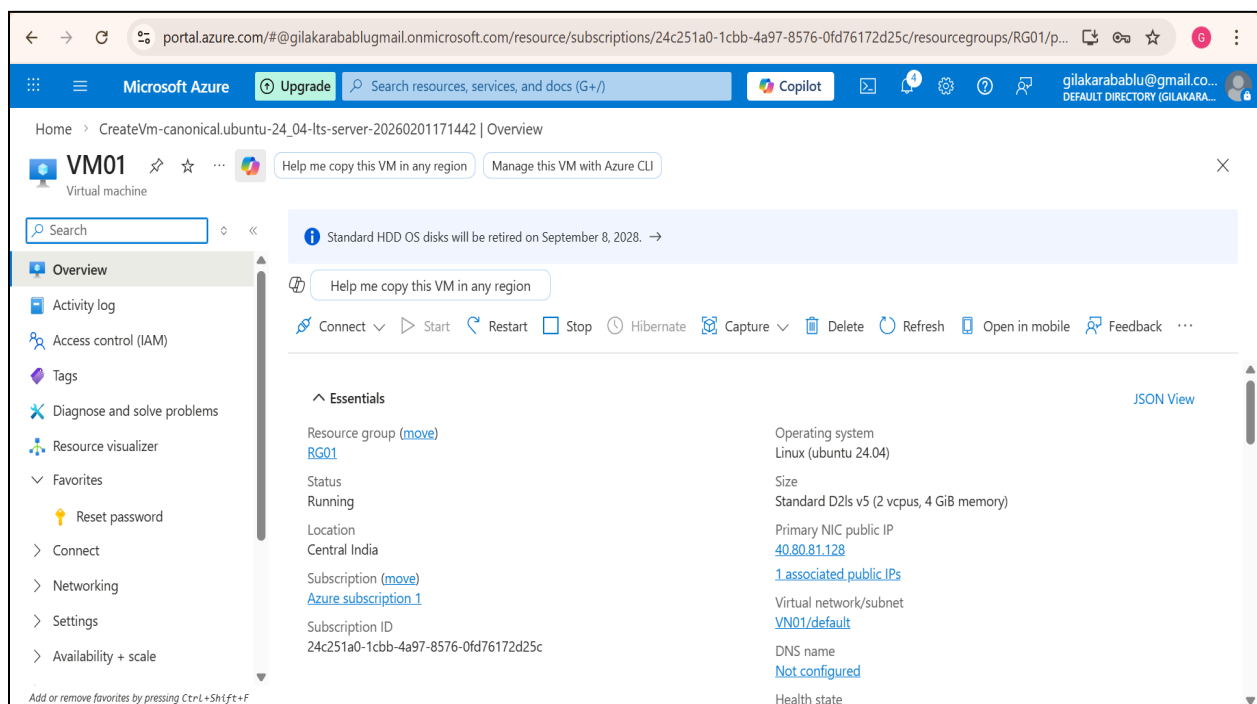 portal.azure.com/#@gilakarabablugmail.onmicrosoft.com/resource/subscriptions/24c251a0-1cbb-4a97-8576-0fd76172d25c/resourcegroups/RG01/p...
G
Microsoft Azure
Upgrade
Search resources, services, and docs (G+/)
Copilot
4
gilakarabablu@gmail.co...
DEFAULT DIRECTORY (GILAKARA...
Home > CreateVm-canonical.ubuntu-24_04-lts-server-20260201171442 | Overview
VM01
Virtual machine
Help me copy this VM in any region
Manage this VM with Azure CLI
Search
Overview
Activity log
Access control (IAM)
Tags
Diagnose and solve problems
Resource visualizer
Favorites
Reset password
Connect
Networking
Settings
Availability + scale
Add or remove favorites by pressing Ctrl+Shift+F
Standard HDD OS disks will be retired on September 8, 2028. →
Help me copy this VM in any region
Connect Start Restart Stop Hibernate Capture Delete Refresh Open in mobile Feedback ...
Essentials
JSON View
Resource group (move)
RG01
Status
Running
Location
Central India
Subscription (move)
Azure subscription 1
Subscription ID
24c251a0-1cbb-4a97-8576-0fd76172d25c
Operating system
Linux (ubuntu 24.04)
Size
Standard D2ls v5 (2 vcpus, 4 GiB memory)
Primary NIC public IP
40.80.81.128
1 associated public IPs
Virtual network/subnet
VN01/default
DNS name
Not configured
Health state